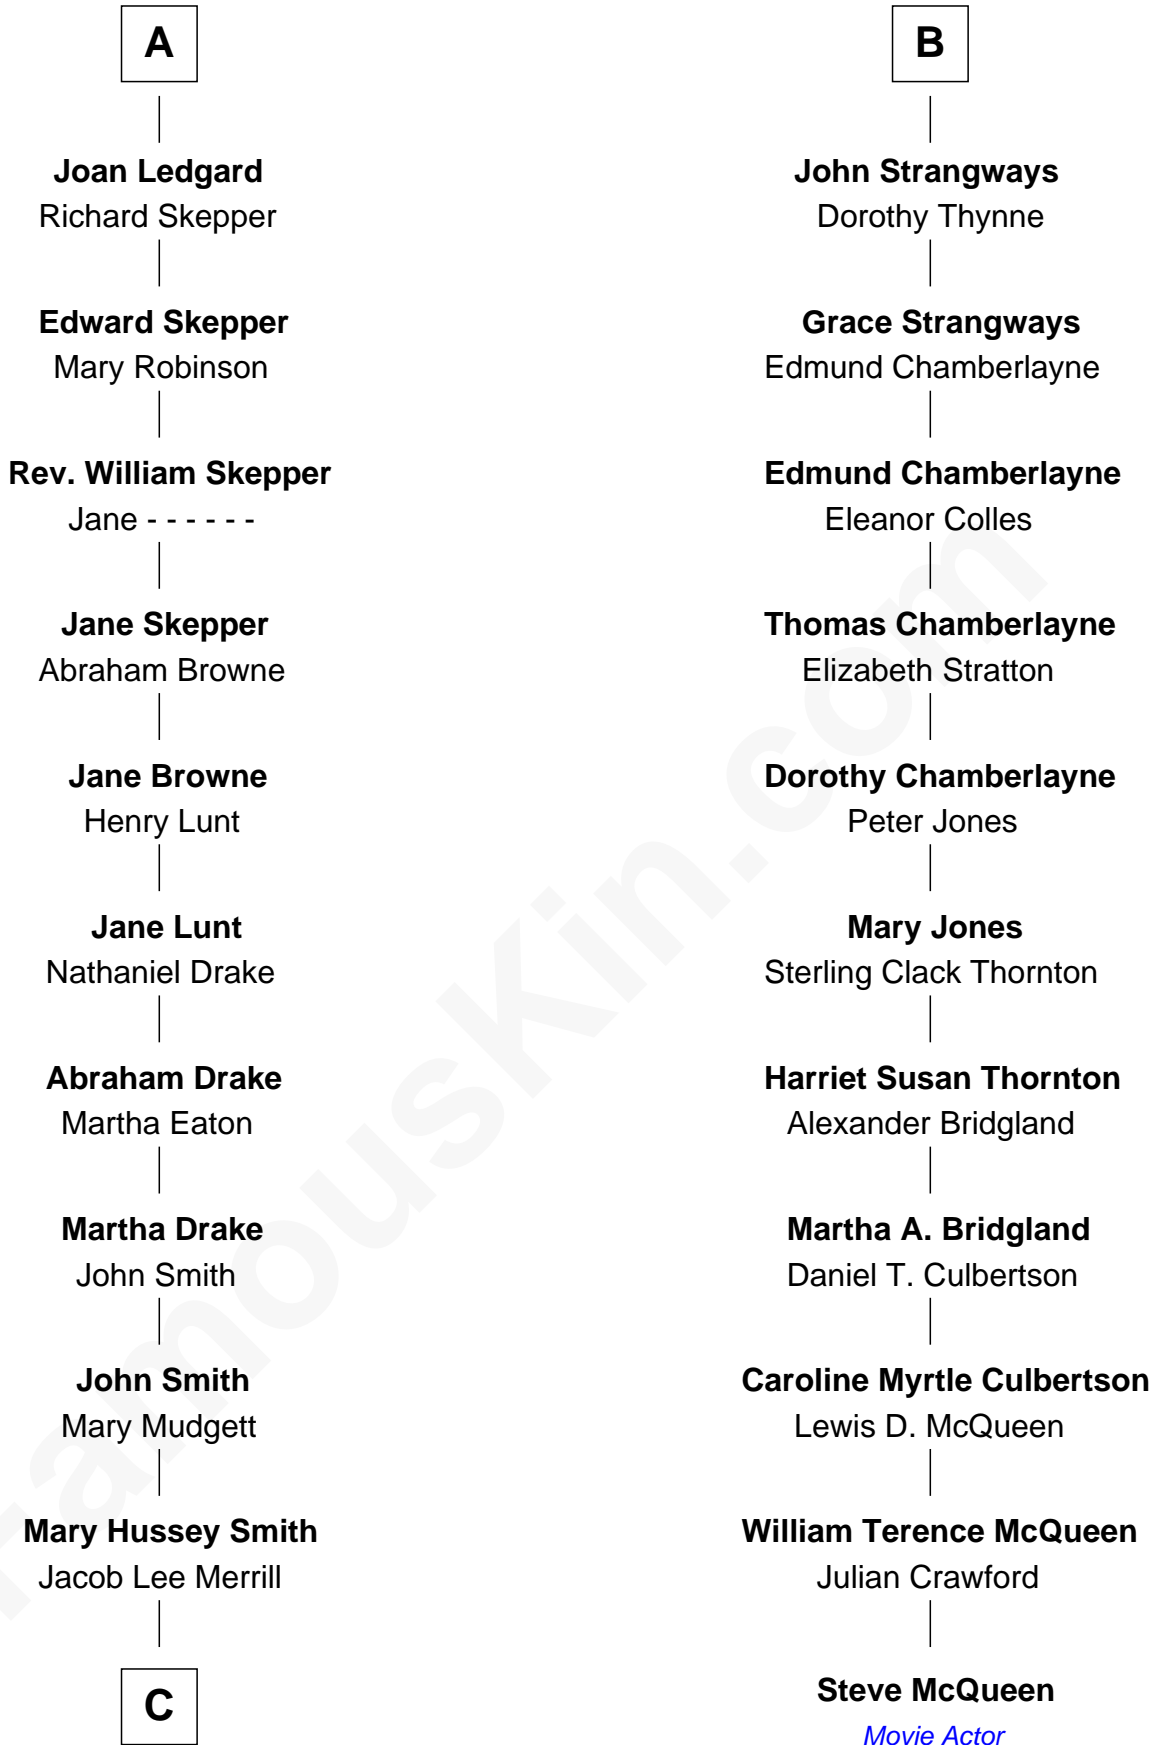 A
Joan Ledgard
Richard Skepper
Edward Skepper
Mary Robinson
Rev. William Skepper
Jane - - - - - -
Jane Skepper
Abraham Browne
Jane Browne
Henry Lunt
Jane Lunt
Nathaniel Drake
Abraham Drake
Martha Eaton
Martha Drake
John Smith
John Smith
Mary Mudgett
Mary Hussey Smith
Jacob Lee Merrill
C
B
John Strangways
Dorothy Thynne
Grace Strangways
Edmund Chamberlayne
Edmund Chamberlayne
Eleanor Colles
Thomas Chamberlayne
Elizabeth Stratton
Dorothy Chamberlayne
Peter Jones
Mary Jones
Sterling Clack Thornton
Harriet Susan Thornton
Alexander Bridgland
Martha A. Bridgland
Daniel T. Culbertson
Caroline Myrtle Culbertson
Lewis D. McQueen
William Terence McQueen
Julian Crawford
Steve McQueen
Movie Actor
FamousKin.com